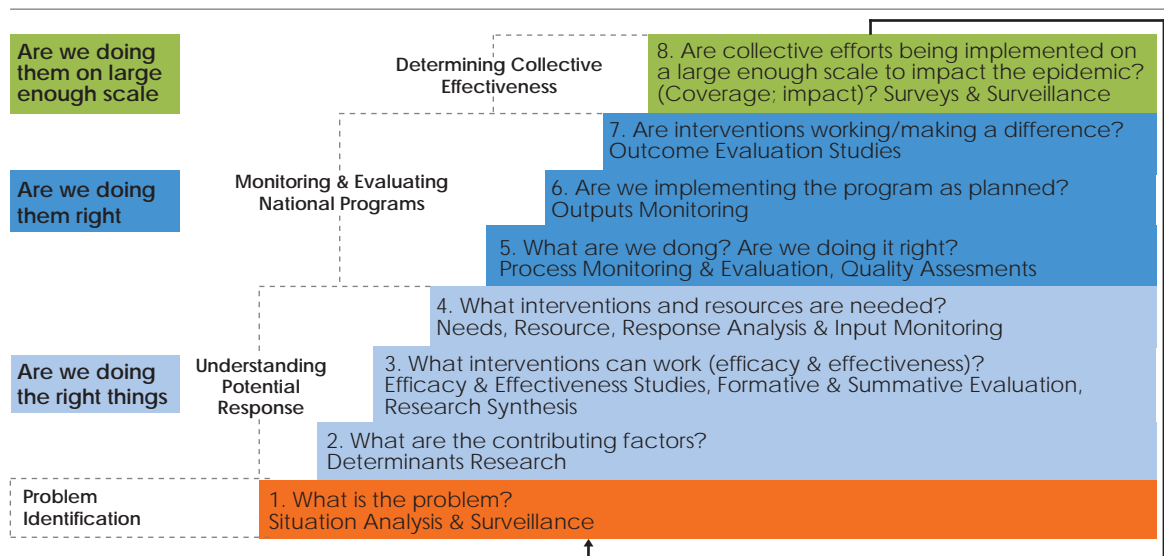 Are we doing
them on large
enough scale
Determining Collective
Effectiveness
8. Are collective efforts being implemented on
a large enough scale to impact the epidemic?
(Coverage; impact)? Surveys & Surveillance
7. Are interventions working/making a difference?
Outcome Evaluation Studies
Are we doing
them right
Monitoring & Evaluating
National Programs
6. Are we implementing the program as planned?
Outputs Monitoring
5. What are we dong? Are we doing it right?
Process Monitoring & Evaluation, Quality Assesments
4. What interventions and resources are needed?
Needs, Resource, Response Analysis & Input Monitoring
Are we doing
the right things
Understanding
Potential
Response
3. What interventions can work (efficacy & effectiveness)?
Efficacy & Effectiveness Studies, Formative & Summative Evaluation,
Research Synthesis
2. What are the contributing factors?
Determinants Research
Problem
Identification
1. What is the problem?
Situation Analysis & Surveillance